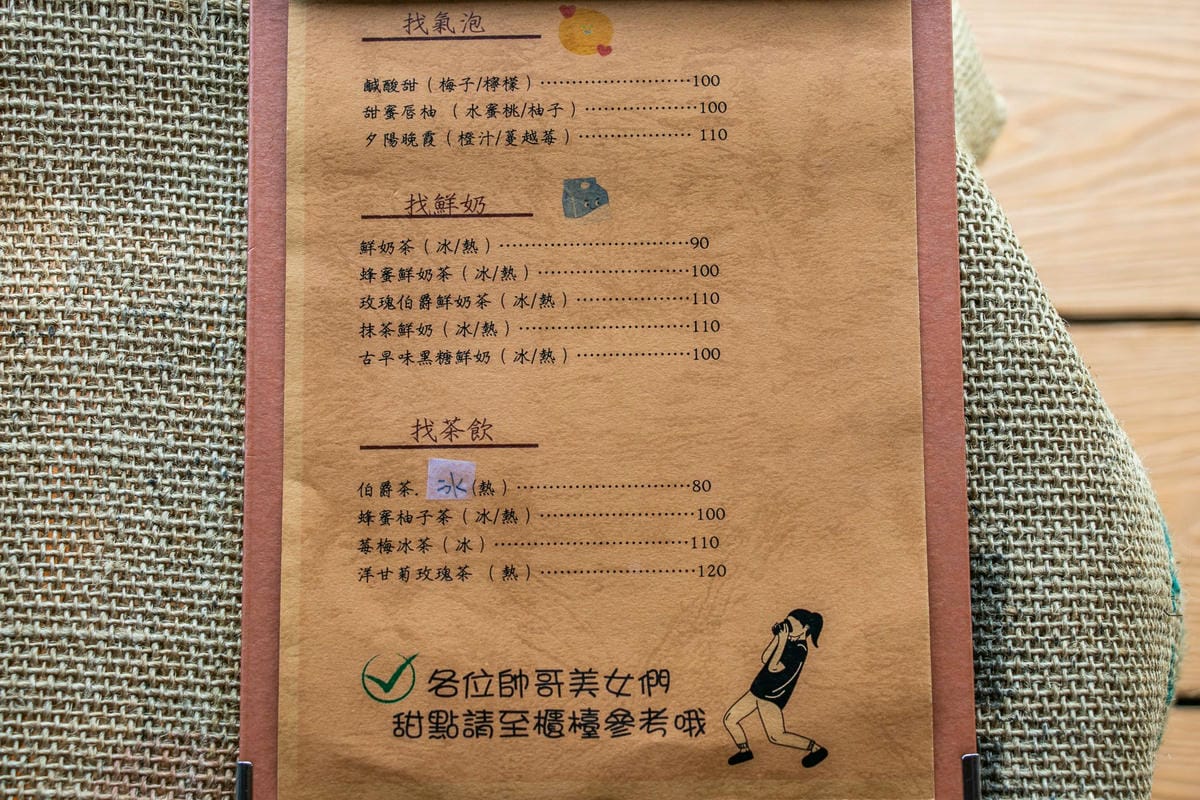 找氣泡
鹹酸甜（梅子/檸檬）························100
甜蜜唇柚（水蜜桃/柚子）··················100
夕陽晚霞（橙汁/蔓越莓）·················· 110
找鮮奶
鮮奶茶（冰/熱）······························90
蜂蜜鮮奶茶（冰/熱）························100
玫瑰伯爵鮮奶茶（冰/熱）··················110
抹茶鮮奶（冰/熱）···························110
古早味黑糖鮮奶（冰/熱）··················100
找茶飲
伯爵茶. 冰(熱）····························80
蜂蜜柚子茶（冰/熱）·························100
莓梅冰茶（冰）·······························110
洋甘菊玫瑰茶 （熱）·························120
各位帥哥美女們
甜點請至櫃檯參考哦